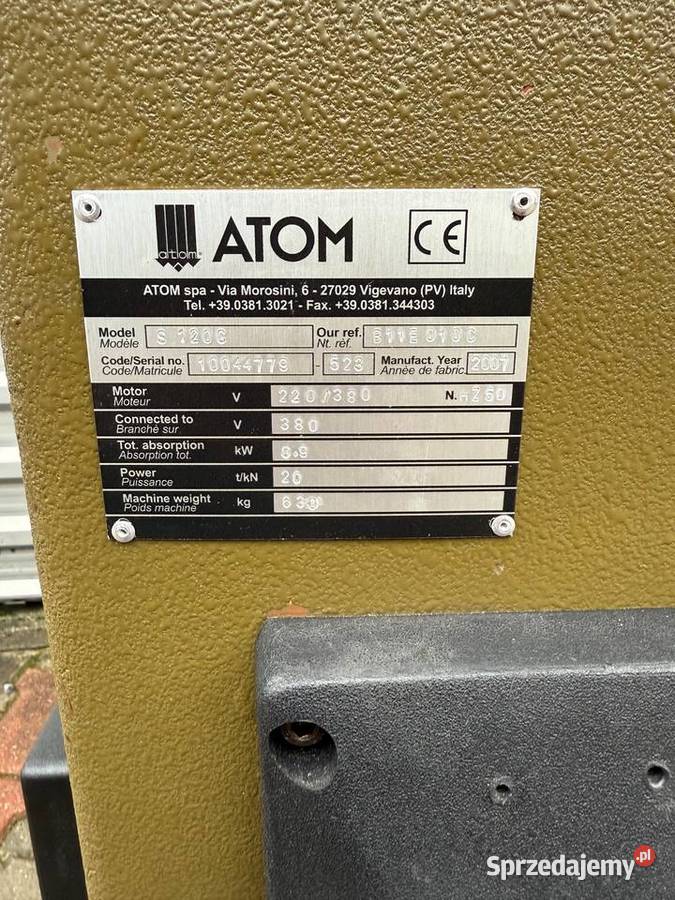 atom
ATOM
CE
ATOM spa - Via Morosini, 6 - 27029 Vigevano (PV) Italy
Tel. +39.0381.3021 - Fax. +39.0381.344303
Model S 120C Our ref.
Modèle Nt. réf.
Code/Serial no. 10044779 - 523 Manufact. Year 2007
Code/Matricule Année de fabric.
Motor V 220/380 N.
Moteur
Connected to V 380
Branché sur
Tot. absorption kW
Absorption tot.
Power t/kN 20
Puissance
Machine weight kg
Poids machine
Sprzedajemy.pl